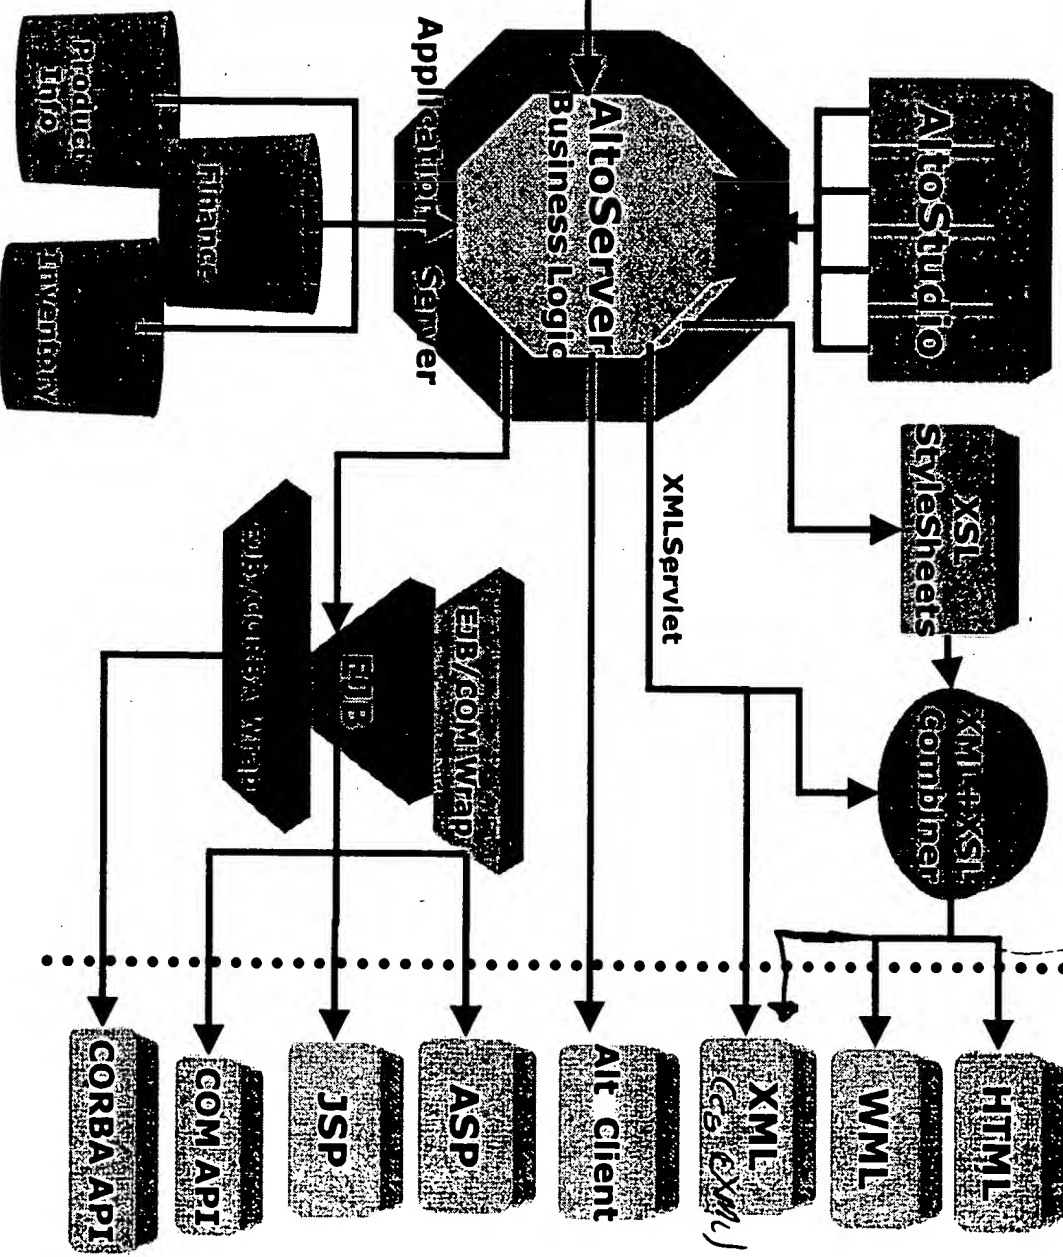 AltoStudio
XSL
StyleSheets
XML+XSL
Combiner
HTML
WML
XML
Alt Client
ASP
JSP
COM API
CORBA API
XMLServlet
AltoServer
Business Logic
Application Server
EJB/COM Wrap
EJB
EJB/CORBA Wrap
Product
Info
Finance
Inventory